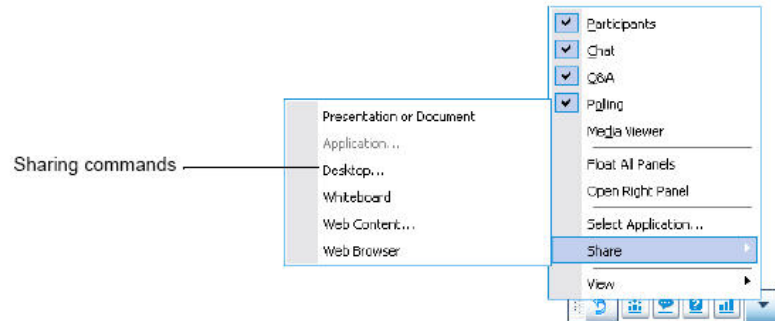 Participants
Chat
Q&A
Polling
Media Viewer
Float All Panels
Open Right Panel
Select Application...
Share
View
Presentation or Document
Application...
Desktop...
Whiteboard
Web Content...
Web Browser
Sharing commands